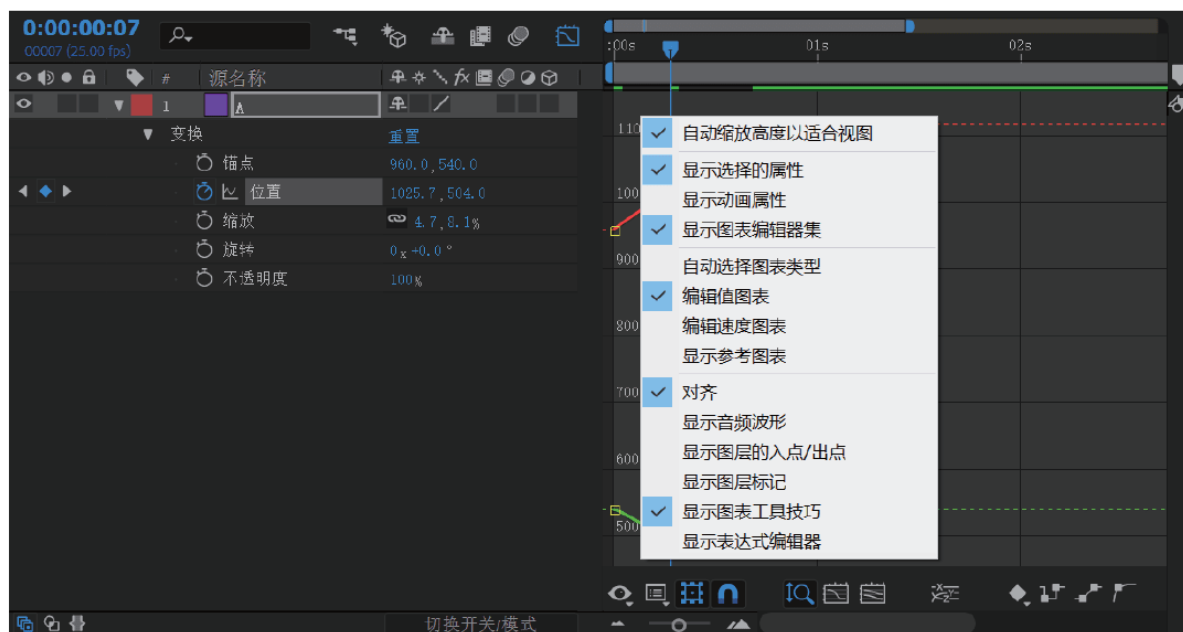 0:00:00:07
00007 (25.00 fps)
:00s 01s 02s
# 源名称
1 A
变换 重置
锚点 960.0,540.0
位置 1025.7,504.0
缩放 4.7,8.1%
旋转 0x+0.0°
不透明度 100%
110
100
900
800
700
600
500
自动缩放高度以适合视图
显示选择的属性
显示动画属性
显示图表编辑器集
自动选择图表类型
编辑值图表
编辑速度图表
显示参考图表
对齐
显示音频波形
显示图层的入点/出点
显示图层标记
显示图表工具技巧
显示表达式编辑器
切换开关/模式